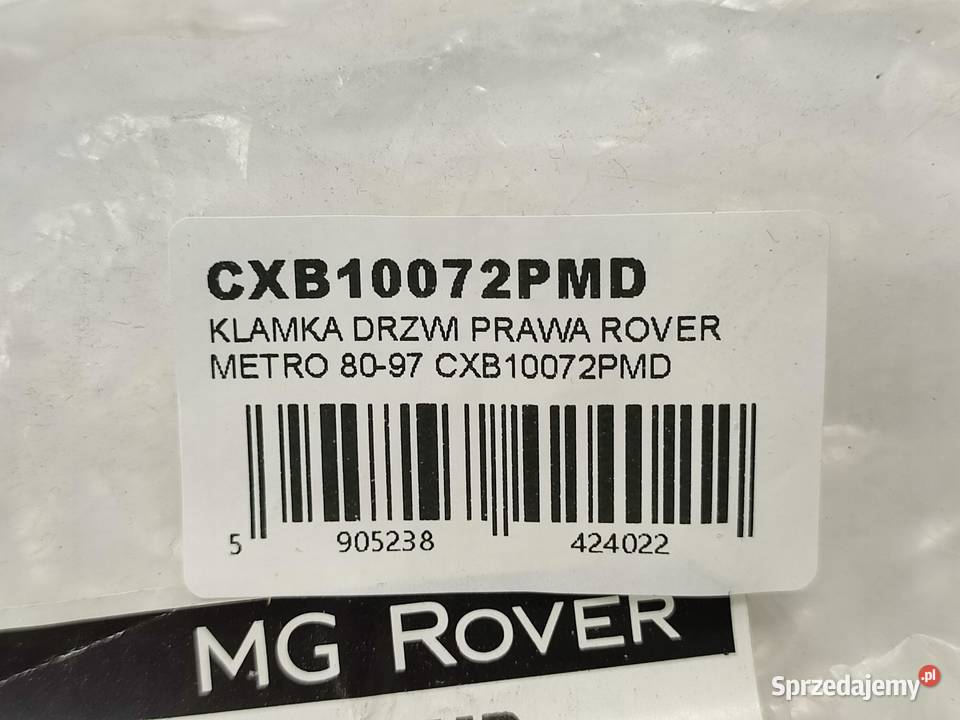 CXB10072PMD
KLAMKA DRZWI PRAWA ROVER
METRO 80-97 CXB10072PMD
5 905238 424022
MG ROVER
Sprzedajemy.pl